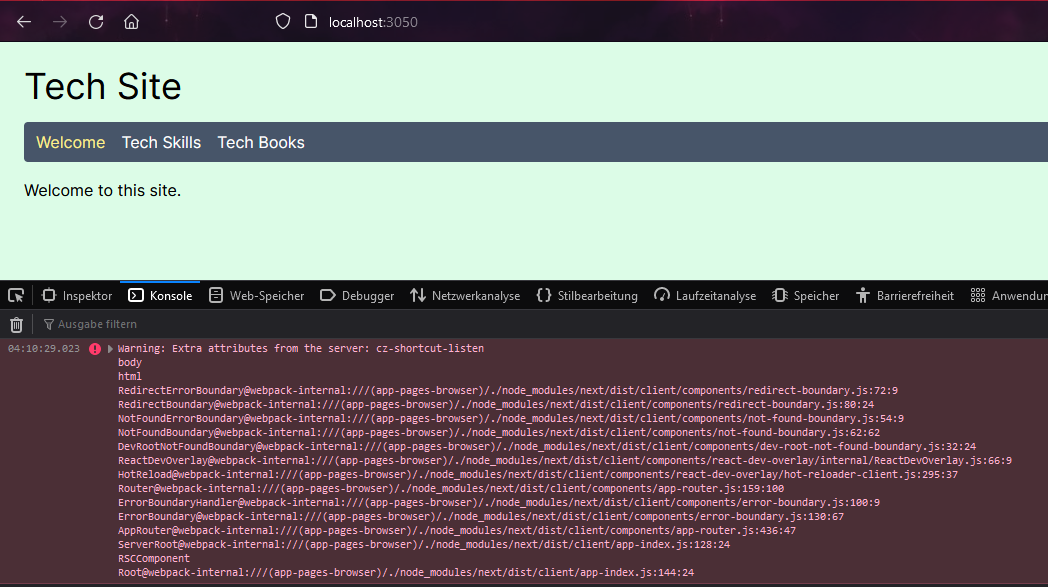 localhost:3050
Tech Site
Welcome Tech Skills Tech Books
Welcome to this site.
Inspektor Konsole Web-Speicher Debugger Netzwerkanalyse Stilbearbeitung Laufzeitanalyse Speicher Barrierefreiheit Anwendun
Ausgabe filtern
04:10:29.023 Warning: Extra attributes from the server: cz-shortcut-listen
body
html
RedirectErrorBoundary@webpack-internal:///(app-pages-browser)/./node_modules/next/dist/client/components/redirect-boundary.js:72:9
RedirectBoundary@webpack-internal:///(app-pages-browser)/./node_modules/next/dist/client/components/redirect-boundary.js:80:24
NotFoundErrorBoundary@webpack-internal:///(app-pages-browser)/./node_modules/next/dist/client/components/not-found-boundary.js:54:9
NotFoundBoundary@webpack-internal:///(app-pages-browser)/./node_modules/next/dist/client/components/not-found-boundary.js:62:62
DevRootNotFoundBoundary@webpack-internal:///(app-pages-browser)/./node_modules/next/dist/client/components/dev-root-not-found-boundary.js:32:24
ReactDevOverlay@webpack-internal:///(app-pages-browser)/./node_modules/next/dist/client/components/react-dev-overlay/internal/ReactDevOverlay.js:66:9
HotReload@webpack-internal:///(app-pages-browser)/./node_modules/next/dist/client/components/react-dev-overlay/hot-reloader-client.js:295:37
Router@webpack-internal:///(app-pages-browser)/./node_modules/next/dist/client/components/app-router.js:159:100
ErrorBoundaryHandler@webpack-internal:///(app-pages-browser)/./node_modules/next/dist/client/components/error-boundary.js:100:9
ErrorBoundary@webpack-internal:///(app-pages-browser)/./node_modules/next/dist/client/components/error-boundary.js:130:67
AppRouter@webpack-internal:///(app-pages-browser)/./node_modules/next/dist/client/components/app-router.js:436:47
ServerRoot@webpack-internal:///(app-pages-browser)/./node_modules/next/dist/client/app-index.js:128:24
RSCComponent
Root@webpack-internal:///(app-pages-browser)/./node_modules/next/dist/client/app-index.js:144:24